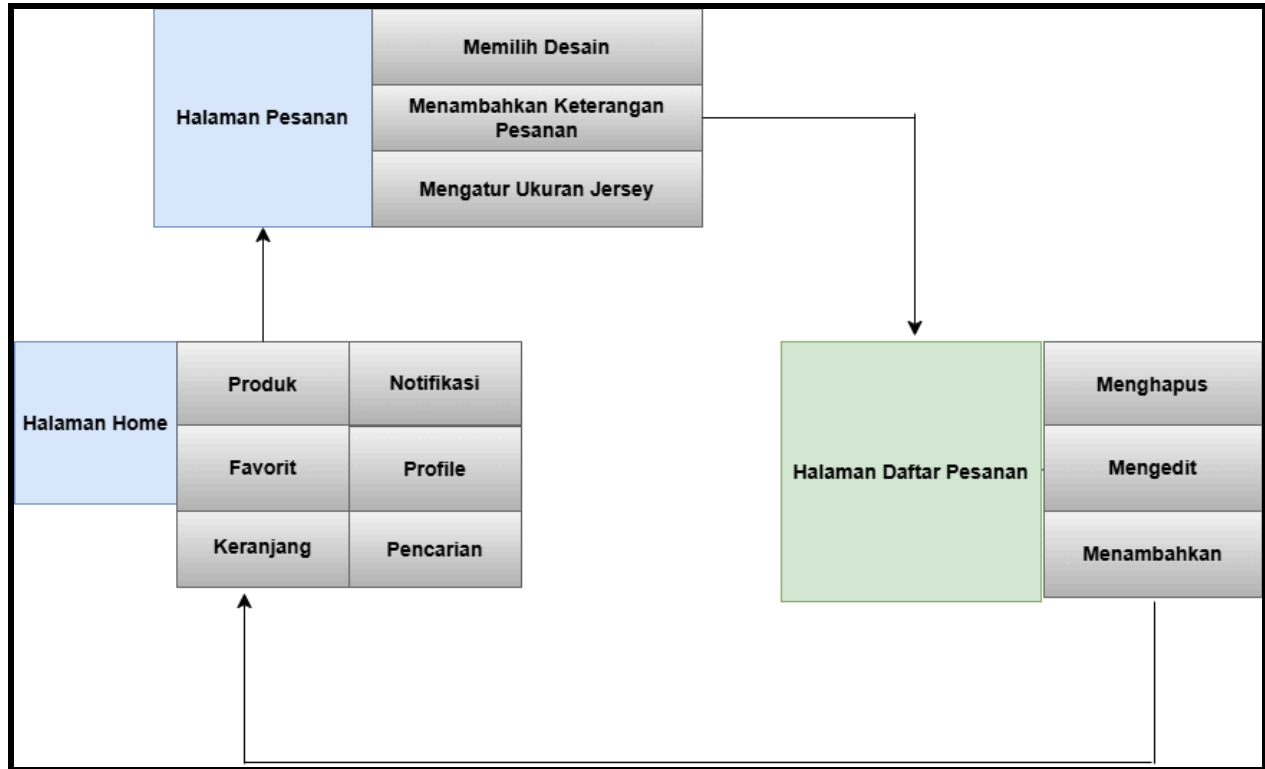 Memilih Desain
Halaman Pesanan
Menambahkan Keterangan
Pesanan
Mengatur Ukuran Jersey
Halaman Home
Produk
Notifikasi
Favorit
Profile
Keranjang
Pencarian
Halaman Daftar Pesanan
Menghapus
Mengedit
Menambahkan